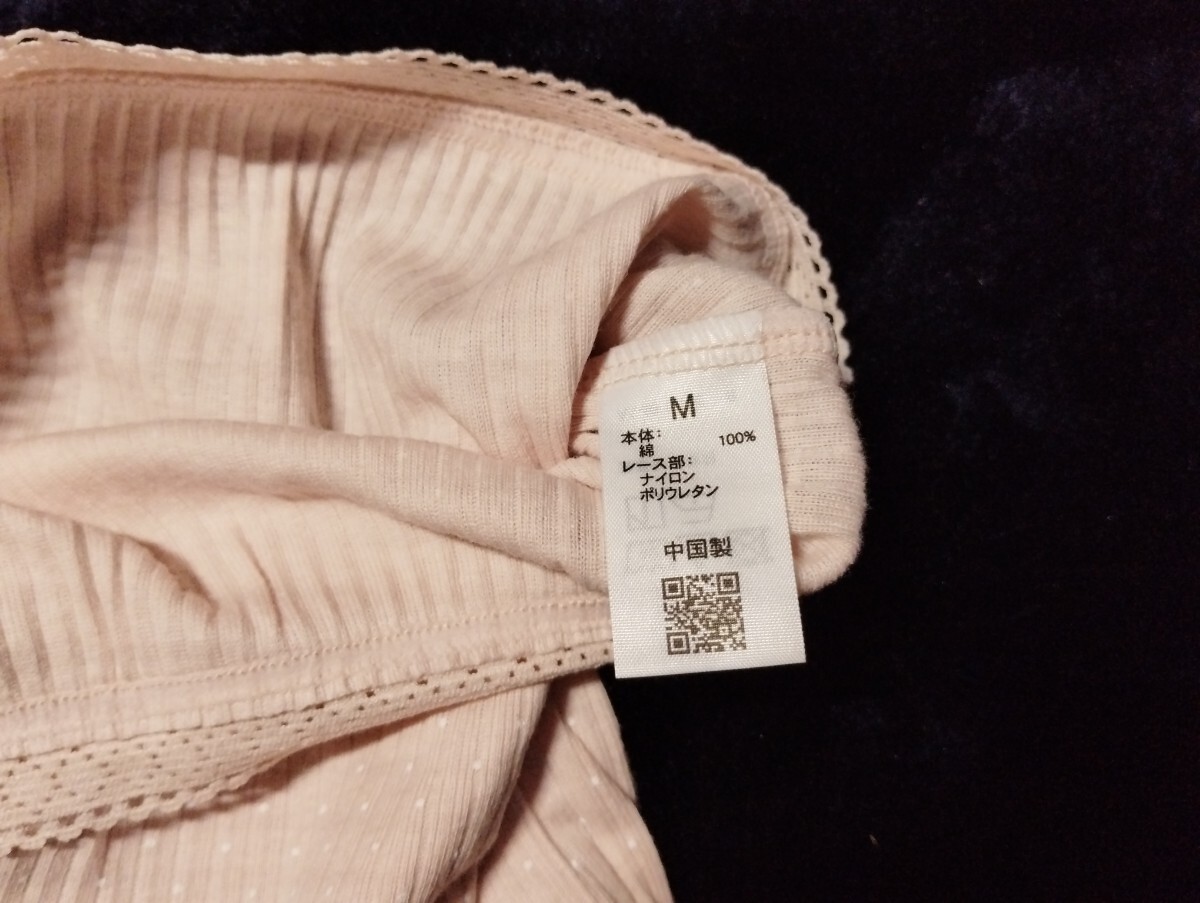 M
本体:
綿 100%
レース部:
ナイロン
ポリウレタン
中国製